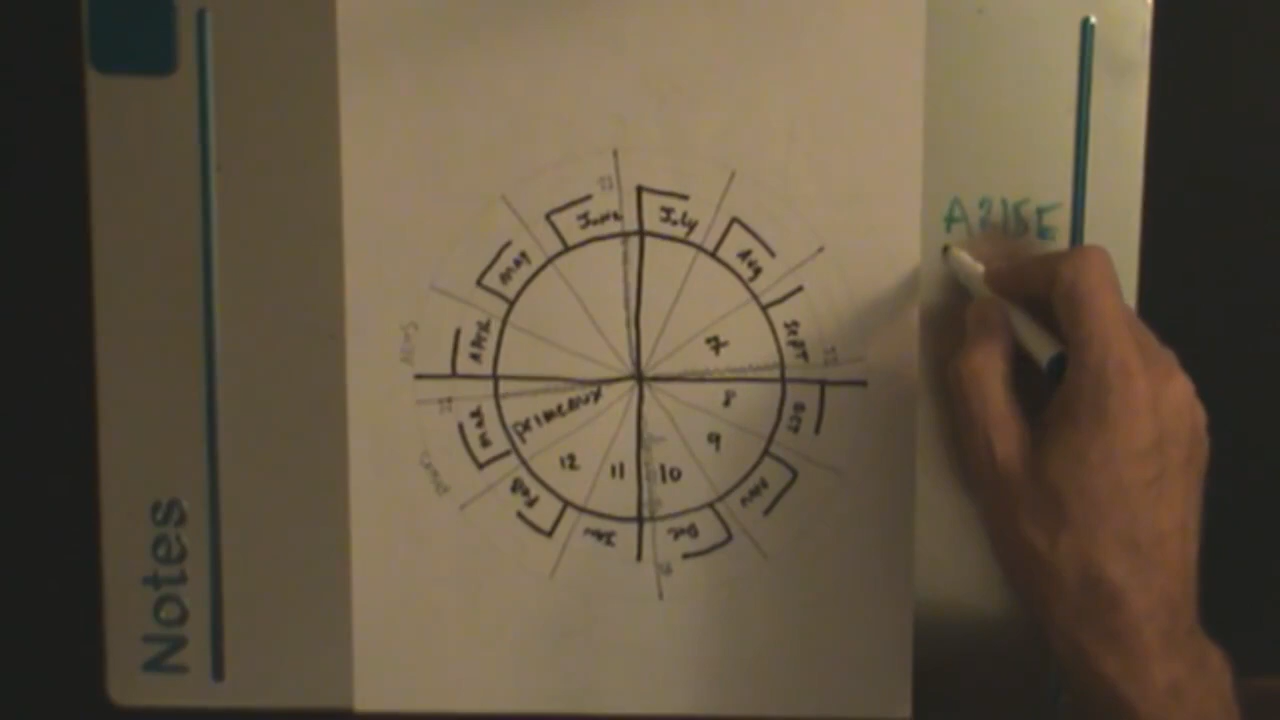 Notes
ARISE
June
July
May
Aug
APRIL
SEPT
7
MAR
primeaux
8
OCT
9
12
11
10
FEB
NOV
JAN
DEC